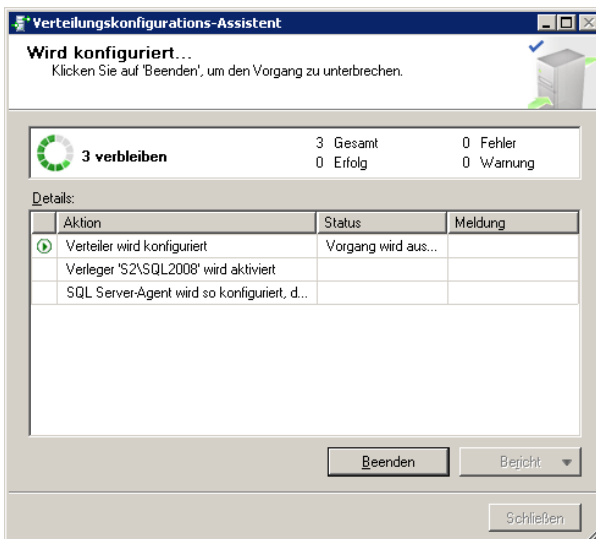 Verteilungskonfigurations-Assistent
Wird konfiguriert...
Klicken Sie auf 'Beenden', um den Vorgang zu unterbrechen.
3 verbleiben
3 Gesamt
0 Fehler
0 Erfolg
0 Warnung
Details:
Aktion Status Meldung
Verteiler wird konfiguriert Vorgang wird aus...
Verleger 'S2\SQL2008' wird aktiviert
SQL Server-Agent wird so konfiguriert, d...
Beenden
Bericht
Schließen